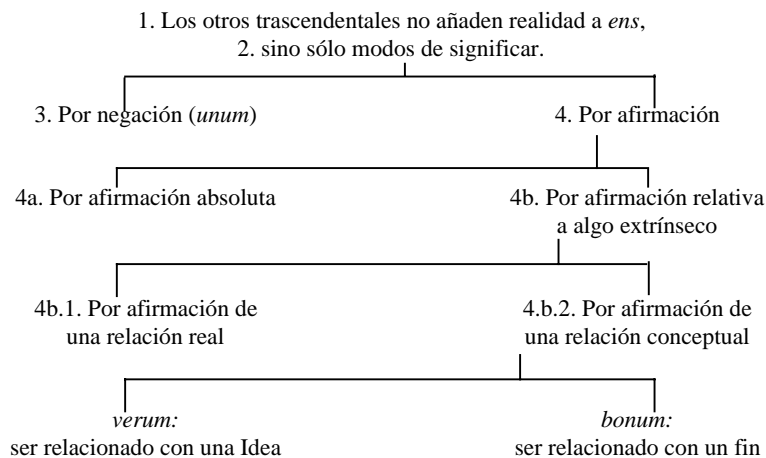 1. Los otros trascendentales no añaden realidad a ens,
2. sino sólo modos de significar.
3. Por negación (unum)
4. Por afirmación
4a. Por afirmación absoluta
4b. Por afirmación relativa
a algo extrínseco
4b.1. Por afirmación de
una relación real
4.b.2. Por afirmación de
una relación conceptual
verum:
ser relacionado con una Idea
bonum:
ser relacionado con un fin